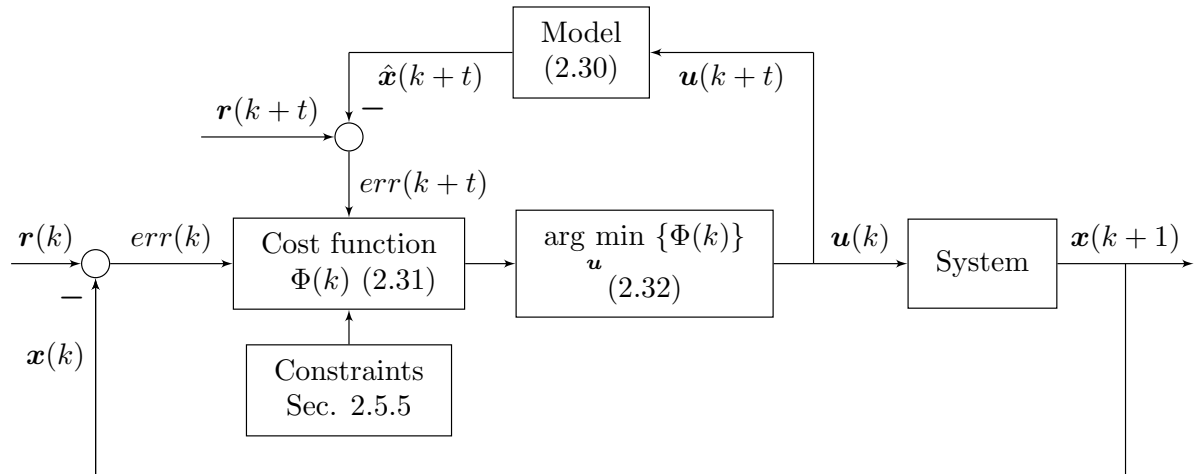 Model
(2.30)
x̂(k+t)
u(k+t)
−
r(k+t)
err(k+t)
r(k)
err(k)
Cost function
Φ(k) (2.31)
arg min {Φ(k)}
u
(2.32)
u(k)
System
x(k+1)
−
x(k)
Constraints
Sec. 2.5.5